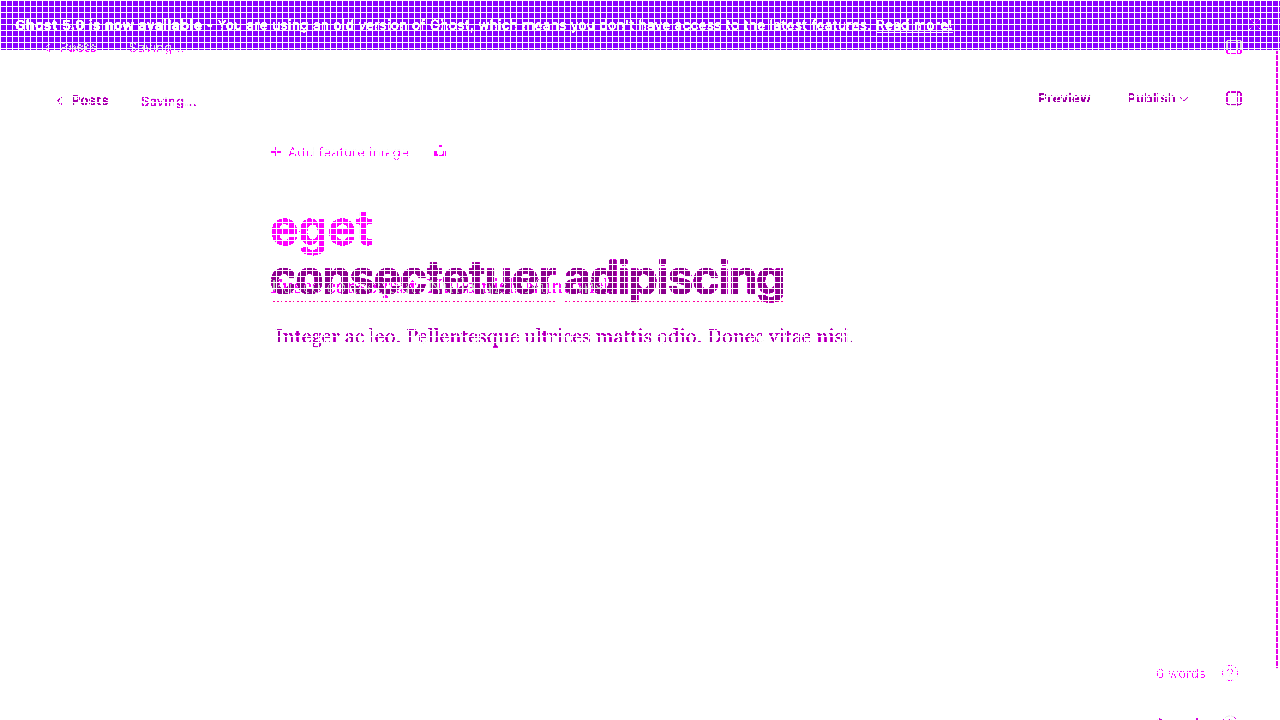 Ghost 5.0 is now available - You are using an old version of Ghost, which means you don't have access to the latest features. Read more!
Posts Saving...
Posts Saving... Preview Publish
Add feature image
eget
consectetuer adipiscing
Integer ac leo. Pellentesque ultrices mattis odio. Donec vitae nisi.
0 words